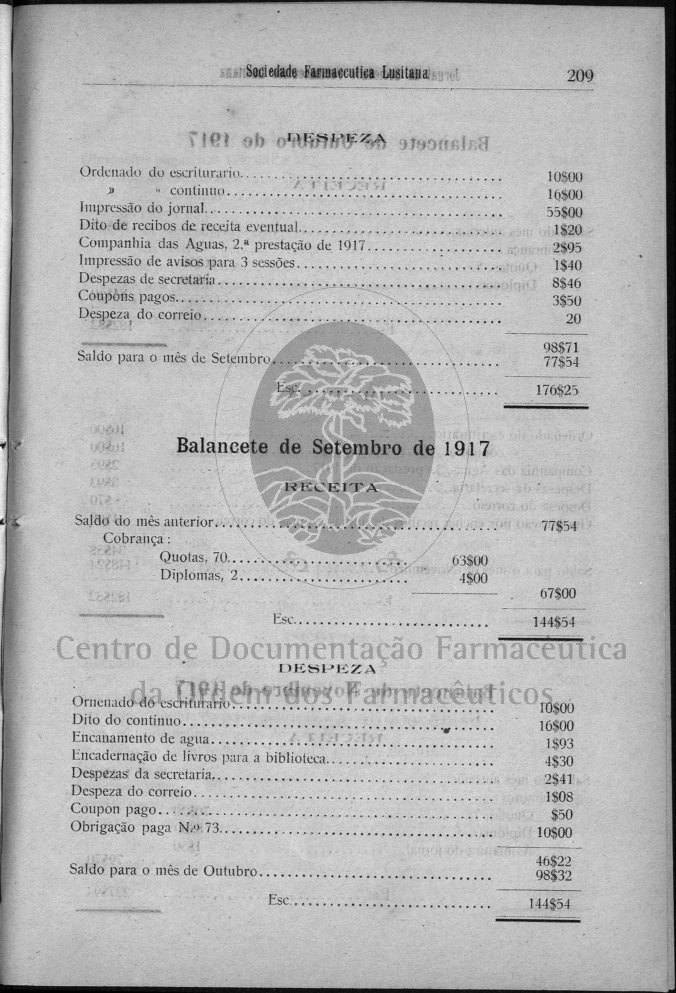 Sociedade Farmaceutica Lusitana
209
DESPEZA
Ordenado do escriturario 10$00
» » continuo 16$00
Impressão do jornal 55$00
Dito de recibos de receita eventual 1$20
Companhia das Aguas, 2.ª prestação de 1917 2$95
Impressão de avisos para 3 sessões 1$40
Despezas de secretaria 8$46
Coupons pagos 3$50
Despeza do correio 20
98$71
Saldo para o mês de Setembro 77$54
Esc. 176$25
Balancete de Setembro de 1917
RECEITA
Saldo do mês anterior 77$54
Cobrança:
Quotas, 70 63$00
Diplomas, 2 4$00
67$00
Esc. 144$54
Centro de Documentação Farmacêutica
da Ordem dos Farmacêuticos
DESPEZA
Ornenado do escriturario 10$00
Dito do continuo 16$00
Encanamento de agua 1$93
Encadernação de livros para a biblioteca 4$30
Despezas da secretaria 2$41
Despeza do correio 1$08
Coupon pago $50
Obrigação paga N.º 73 10$00
46$22
Saldo para o mês de Outubro 98$32
Esc. 144$54